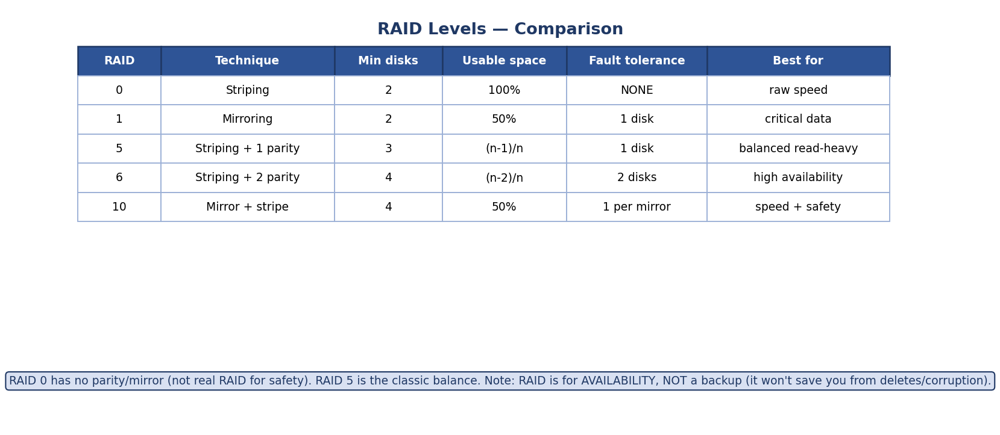 RAID Levels — Comparison
RAID Technique Min disks Usable space Fault tolerance Best for
0 Striping 2 100% NONE raw speed
1 Mirroring 2 50% 1 disk critical data
5 Striping + 1 parity 3 (n-1)/n 1 disk balanced read-heavy
6 Striping + 2 parity 4 (n-2)/n 2 disks high availability
10 Mirror + stripe 4 50% 1 per mirror speed + safety
RAID 0 has no parity/mirror (not real RAID for safety). RAID 5 is the classic balance. Note: RAID is for AVAILABILITY, NOT a backup (it won't save you from deletes/corruption).